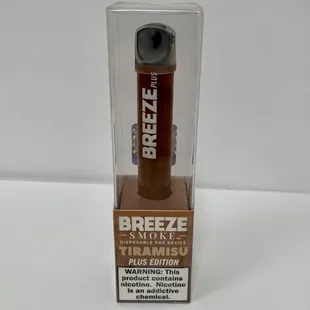 BREEZE PLUS
BREEZE
SMOKE
DISPOSABLE POD DEVICE
TIRAMISU
PLUS EDITION
WARNING: This
product contains
nicotine. Nicotine
is an addictive
chemical.